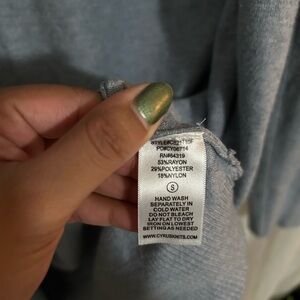 RN#64319
53%RAYON
29%POLYESTER
18%NYLON
S
HAND WASH
SEPARATELY IN
COLD WATER
DO NOT BLEACH
LAY FLAT TO DRY
IRON ON LOWEST
SETTING AS NEEDED
WWW.CYRUSKNITS.COM